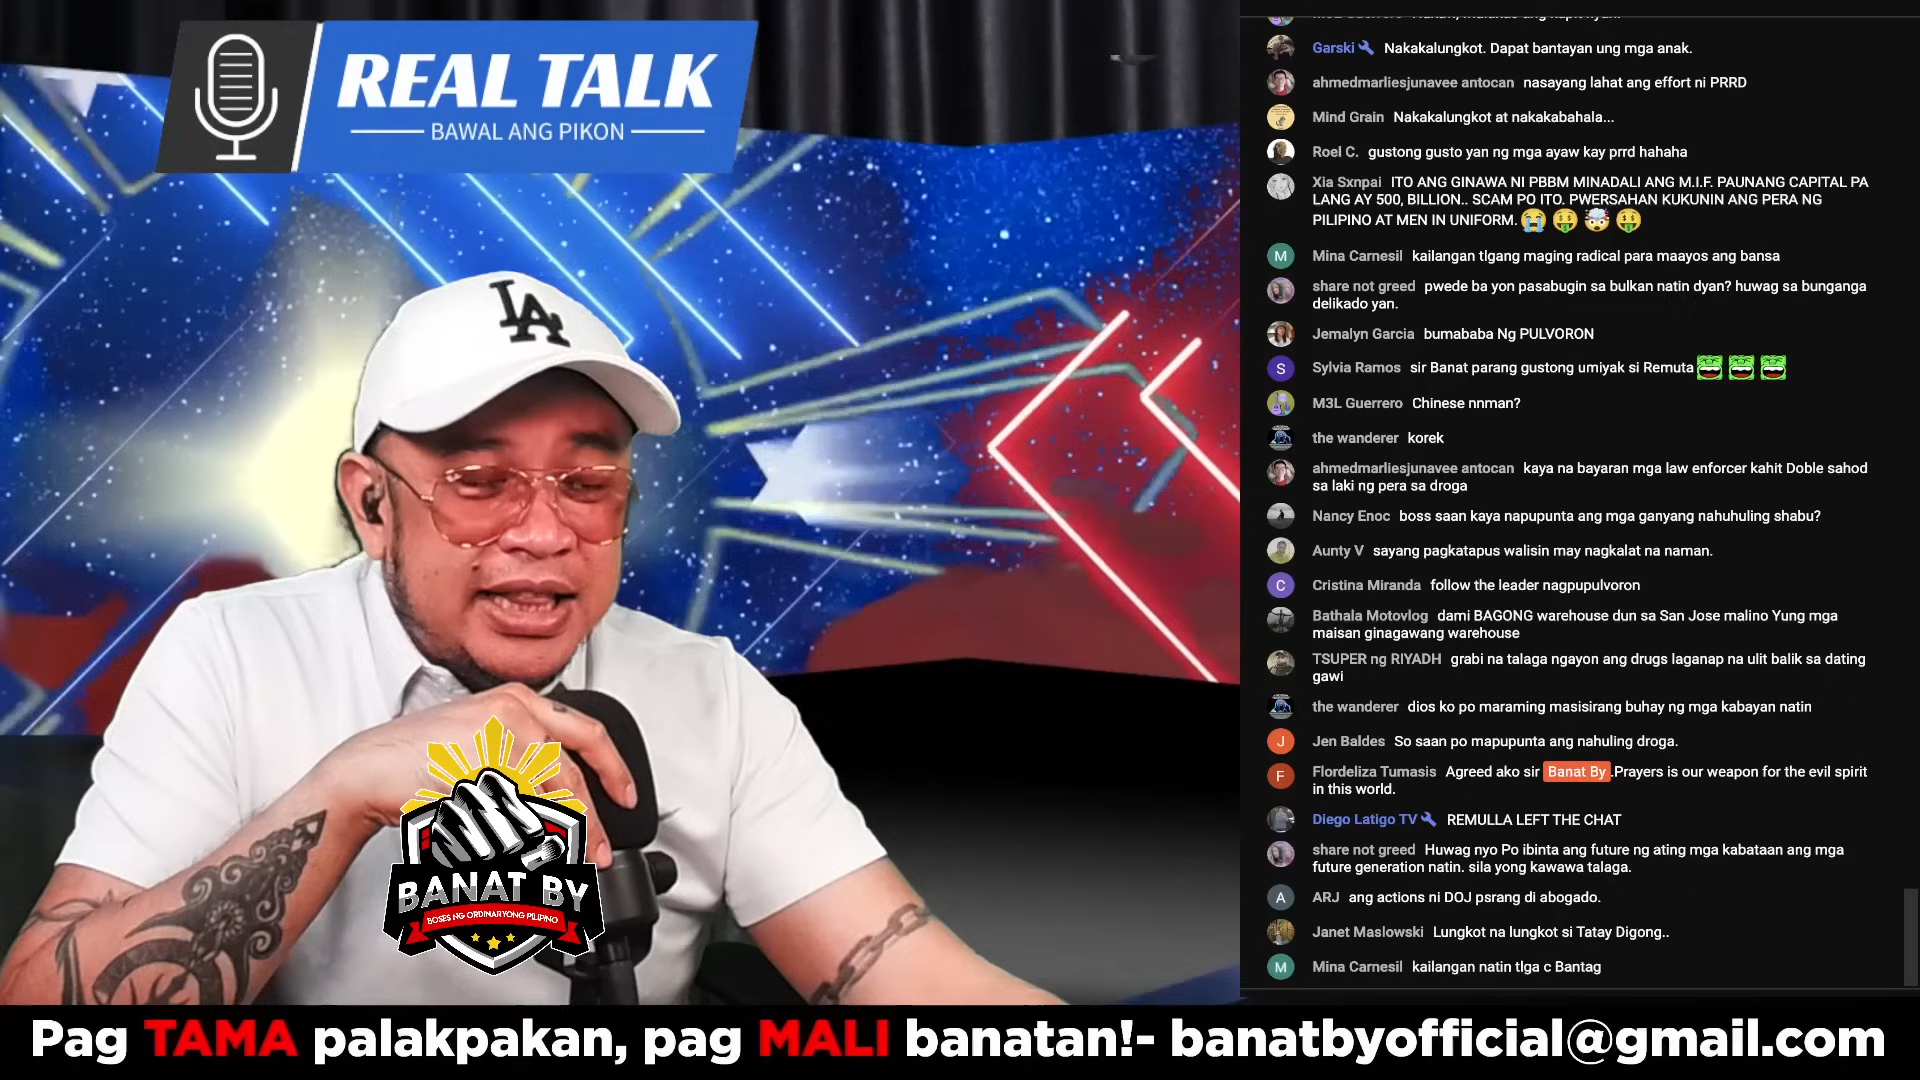 REAL TALK
BAWAL ANG PIKON
LA
BANAT BY
BOSES NG ORDINARYONG PILIPINO
Garski Nakakalungkot. Dapat bantayan ung mga anak.
ahmedmarliesjunavee antocan nasayang lahat ang effort ni PRRD
Mind Grain Nakakalungkot at nakakabahala...
Roel C. gustong gusto yan ng mga ayaw kay prrd hahaha
Xia Sxnpai ITO ANG GINAWA NI PBBM MINADALI ANG M.I.F. PAUNANG CAPITAL PA
LANG AY 500, BILLION.. SCAM PO ITO. PWERSAHAN KUKUNIN ANG PERA NG
PILIPINO AT MEN IN UNIFORM.
M Mina Carnesil kailangan tlgang maging radical para maayos ang bansa
share not greed pwede ba yon pasabugin sa bulkan natin dyan? huwag sa bunganga
delikado yan.
Jemalyn Garcia bumababa Ng PULVORON
S Sylvia Ramos sir Banat parang gustong umiyak si Remuta
M3L Guerrero Chinese nnman?
the wanderer korek
ahmedmarliesjunavee antocan kaya na bayaran mga law enforcer kahit Doble sahod
sa laki ng pera sa droga
Nancy Enoc boss saan kaya napupunta ang mga ganyang nahuhuling shabu?
Aunty V sayang pagkatapus walisin may nagkalat na naman.
C Cristina Miranda follow the leader nagpupulvoron
Bathala Motovlog dami BAGONG warehouse dun sa San Jose malino Yung mga
maisan ginagawang warehouse
TSUPER ng RIYADH grabi na talaga ngayon ang drugs laganap na ulit balik sa dating
gawi
the wanderer dios ko po maraming masisirang buhay ng mga kabayan natin
J Jen Baldes So saan po mapupunta ang nahuling droga.
F Flordeliza Tumasis Agreed ako sir Banat By .Prayers is our weapon for the evil spirit
in this world.
Diego Latigo TV REMULLA LEFT THE CHAT
share not greed Huwag nyo Po ibinta ang future ng ating mga kabataan ang mga
future generation natin. sila yong kawawa talaga.
A ARJ ang actions ni DOJ psrang di abogado.
Janet Maslowski Lungkot na lungkot si Tatay Digong..
M Mina Carnesil kailangan natin tlga c Bantag
Pag TAMA palakpakan, pag MALI banatan!- banatbyofficial@gmail.com